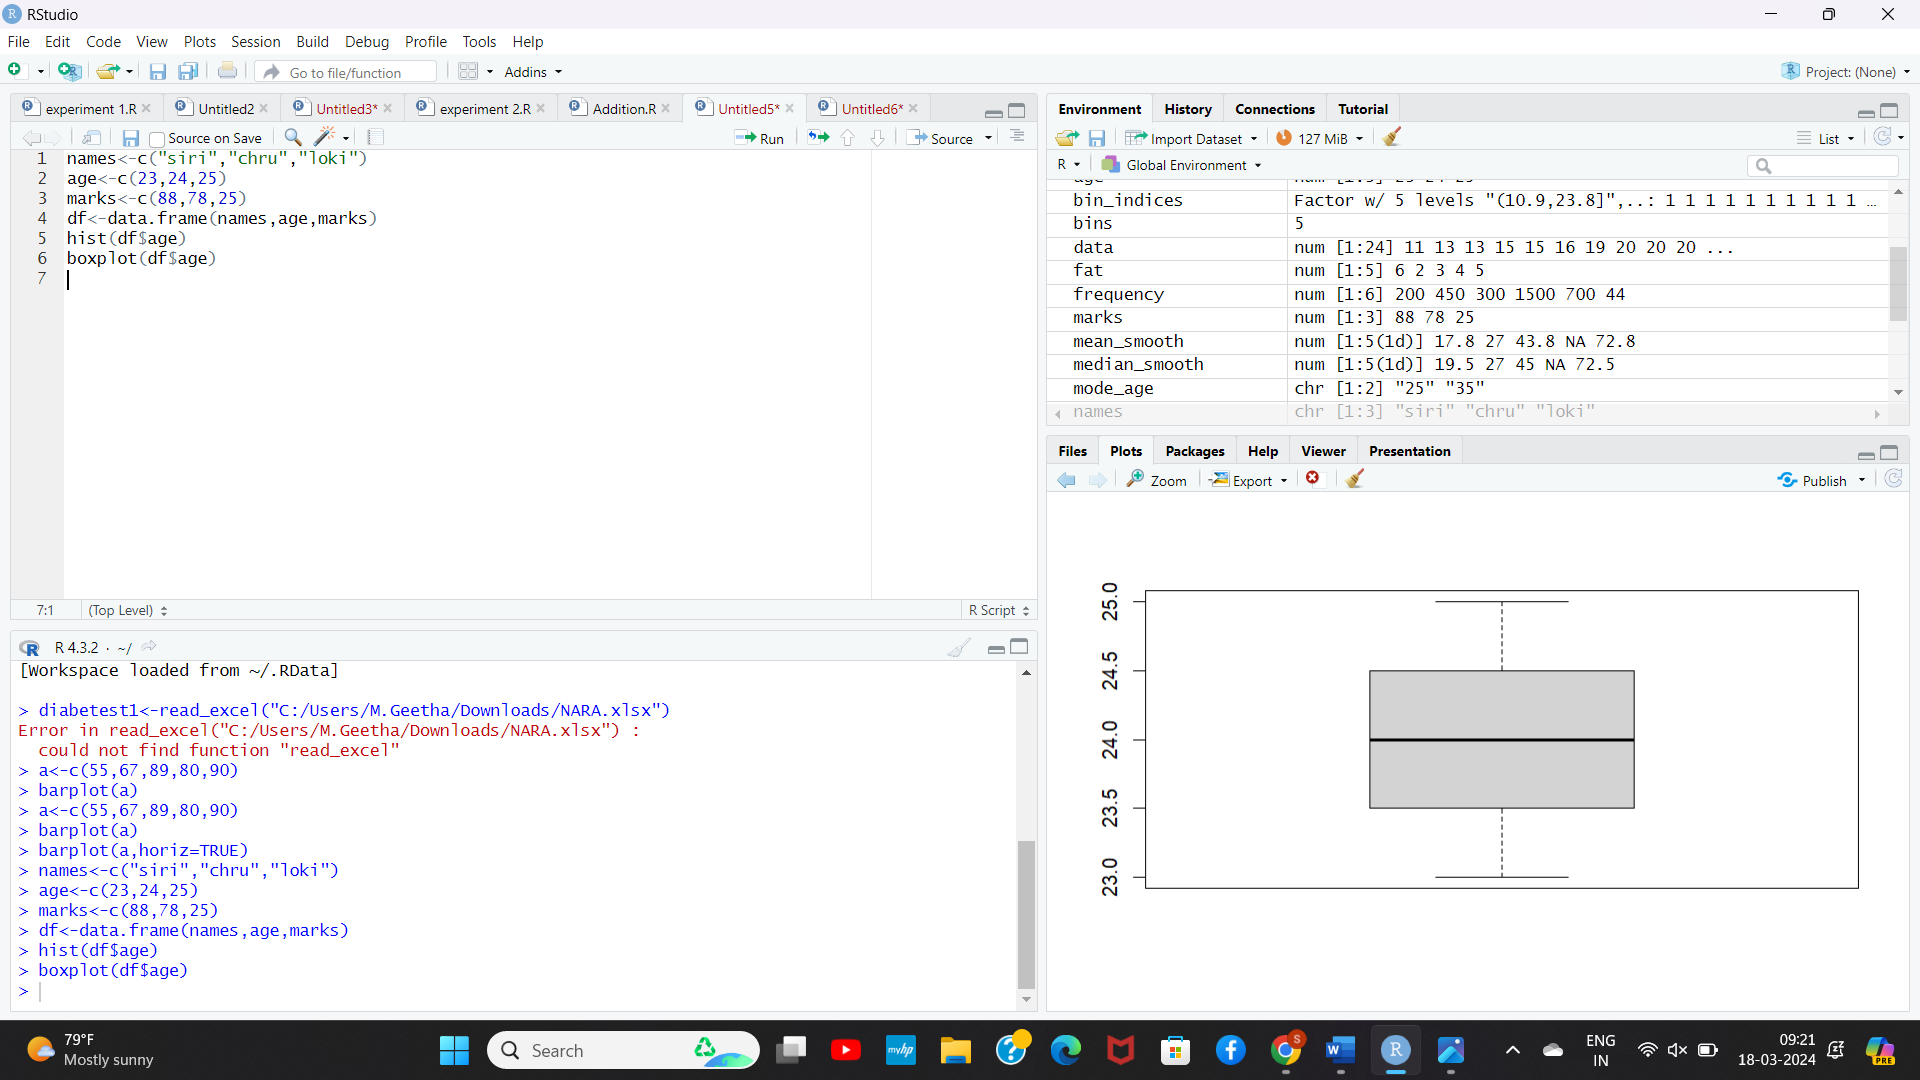 RStudio
File Edit Code View Plots Session Build Debug Profile Tools Help
Go to file/function Addins Project: (None)
experiment 1.R Untitled2 Untitled3* experiment 2.R Addition.R Untitled5* Untitled6*
Source on Save Run Source
1 names<-c("siri","chru","loki")
2 age<-c(23,24,25)
3 marks<-c(88,78,25)
4 df<-data.frame(names,age,marks)
5 hist(df$age)
6 boxplot(df$age)
7
7:1 (Top Level) R Script
R 4.3.2 · ~/
[Workspace loaded from ~/.RData]
> diabetest1<-read_excel("C:/Users/M.Geetha/Downloads/NARA.xlsx")
Error in read_excel("C:/Users/M.Geetha/Downloads/NARA.xlsx") :
could not find function "read_excel"
> a<-c(55,67,89,80,90)
> barplot(a)
> a<-c(55,67,89,80,90)
> barplot(a)
> barplot(a,horiz=TRUE)
> names<-c("siri","chru","loki")
> age<-c(23,24,25)
> marks<-c(88,78,25)
> df<-data.frame(names,age,marks)
> hist(df$age)
> boxplot(df$age)
>
Environment History Connections Tutorial
Import Dataset 127 MiB List
R Global Environment
age num [1:3] 23 24 25
bin_indices Factor w/ 5 levels "(10.9,23.8]",..: 1 1 1 1 1 1 1 1 1 1 …
bins 5
data num [1:24] 11 13 13 15 15 16 19 20 20 20 ...
fat num [1:5] 6 2 3 4 5
frequency num [1:6] 200 450 300 1500 700 44
marks num [1:3] 88 78 25
mean_smooth num [1:5(1d)] 17.8 27 43.8 NA 72.8
median_smooth num [1:5(1d)] 19.5 27 45 NA 72.5
mode_age chr [1:2] "25" "35"
names chr [1:3] "siri" "chru" "loki"
Files Plots Packages Help Viewer Presentation
Zoom Export Publish
25.0
24.5
24.0
23.5
23.0
79°F
Mostly sunny
Search
myhp
ENG
IN
09:21
18-03-2024
PRE